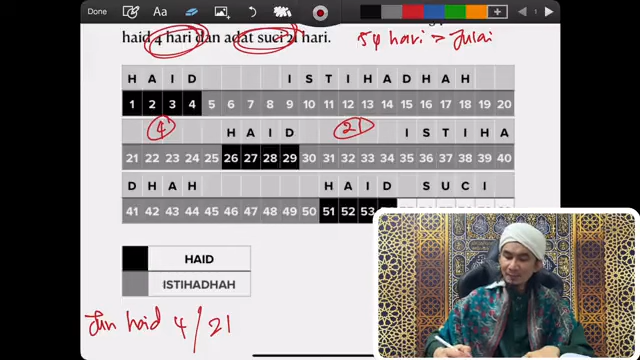 haid 4 hari dan adat suci 21 hari.
54 hari > Julai
H A I D I S T I H A D H A H
1 2 3 4 5 6 7 8 9 10 11 12 13 14 15 16 17 18 19 20
4 H A I D 21 I S T I H A
21 22 23 24 25 26 27 28 29 30 31 32 33 34 35 36 37 38 39 40
D H A H H A I D S U C I
41 42 43 44 45 46 47 48 49 50 51 52 53
HAID
ISTIHADHAH
Jun haid 4/21